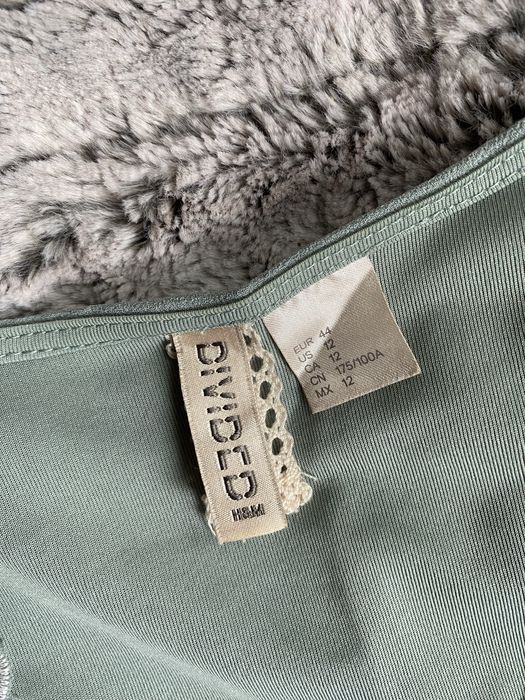 DIVIDED
H&M
EUR 44
US 12
CA 12
CN 175/100A
MX 12